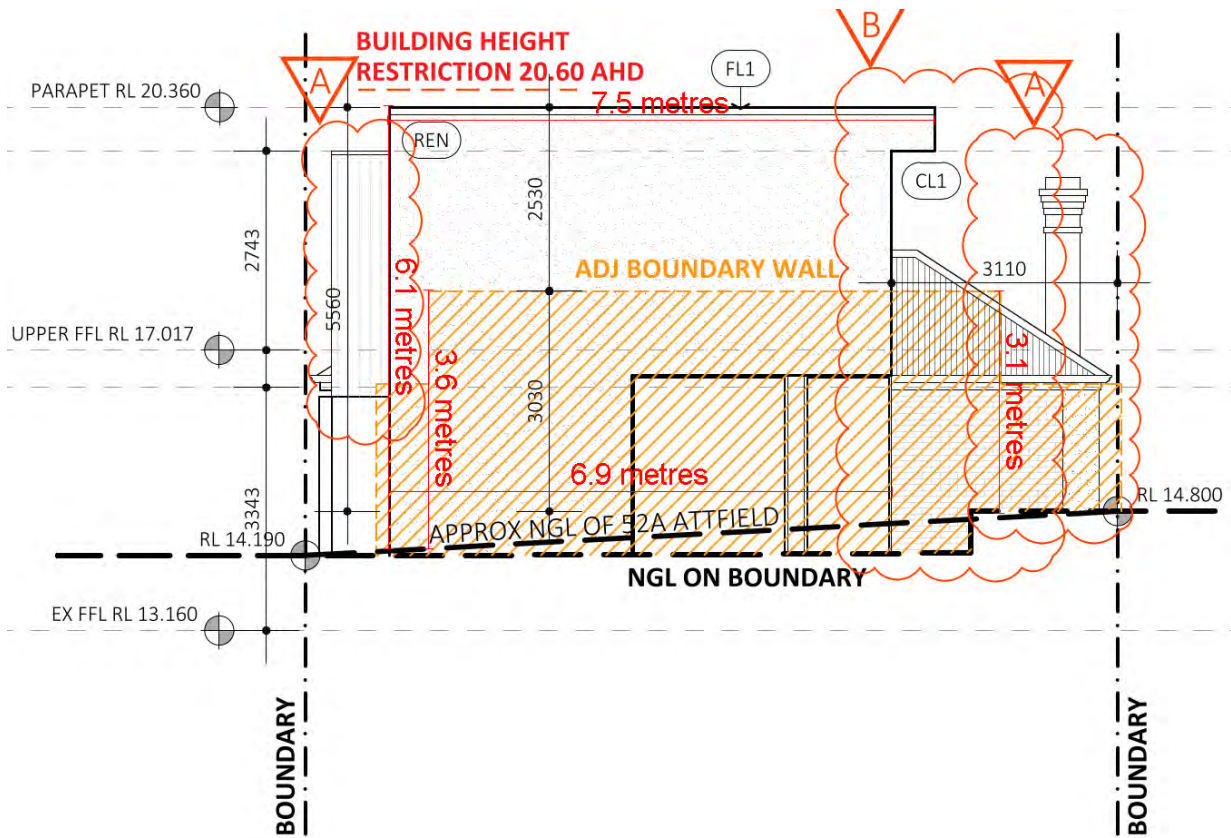 BUILDING HEIGHT
RESTRICTION 20.60 AHD
B
A
A
PARAPET RL 20.360
FL1
7.5 metres
REN
CL1
2530
2743
5560
6.1 metres
ADJ BOUNDARY WALL
3110
UPPER FFL RL 17.017
3.6 metres
3030
3.1 metres
6.9 metres
3343
RL 14.190
APPROX NGL OF 52A ATTFIELD
RL 14.800
NGL ON BOUNDARY
EX FFL RL 13.160
BOUNDARY
BOUNDARY